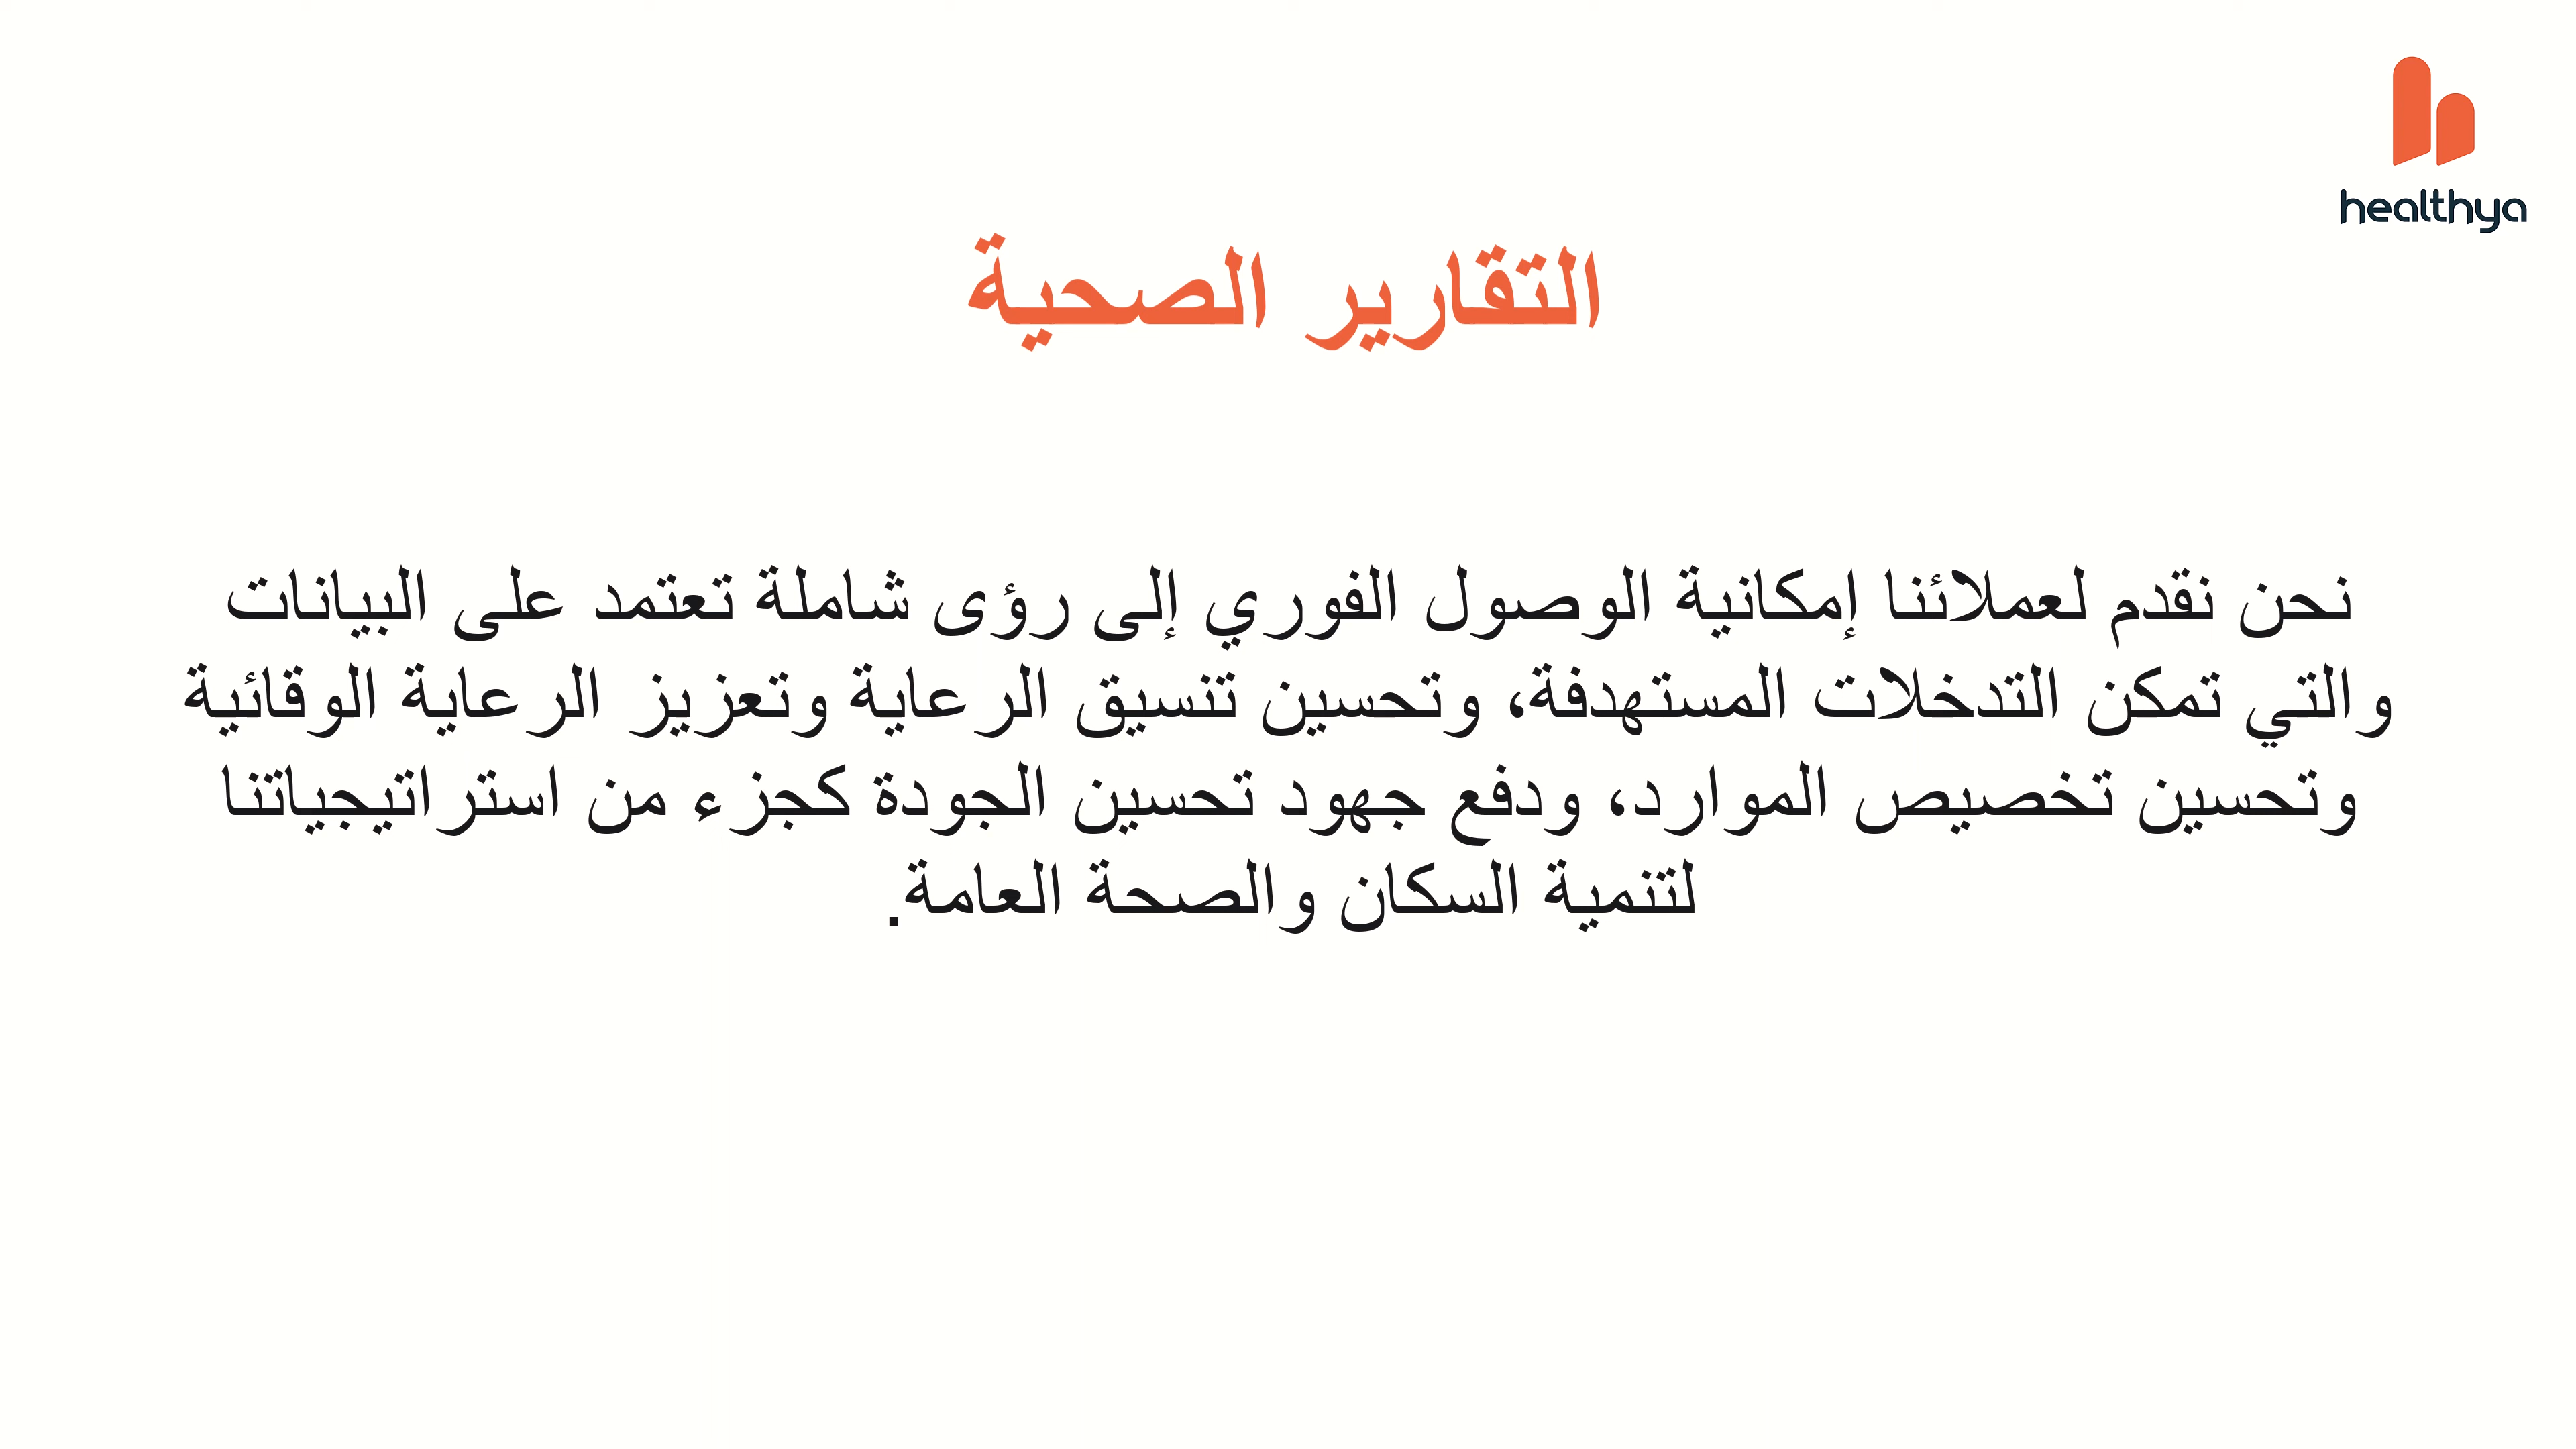 healthya
التقارير الصحية
نحن نقدم لعملائنا إمكانية الوصول الفوري إلى رؤى شاملة تعتمد على البيانات
والتي تمكن التدخلات المستهدفة، وتحسين تنسيق الرعاية وتعزيز الرعاية الوقائية
وتحسين تخصيص الموارد، ودفع جهود تحسين الجودة كجزء من استراتيجياتنا
لتنمية السكان والصحة العامة.